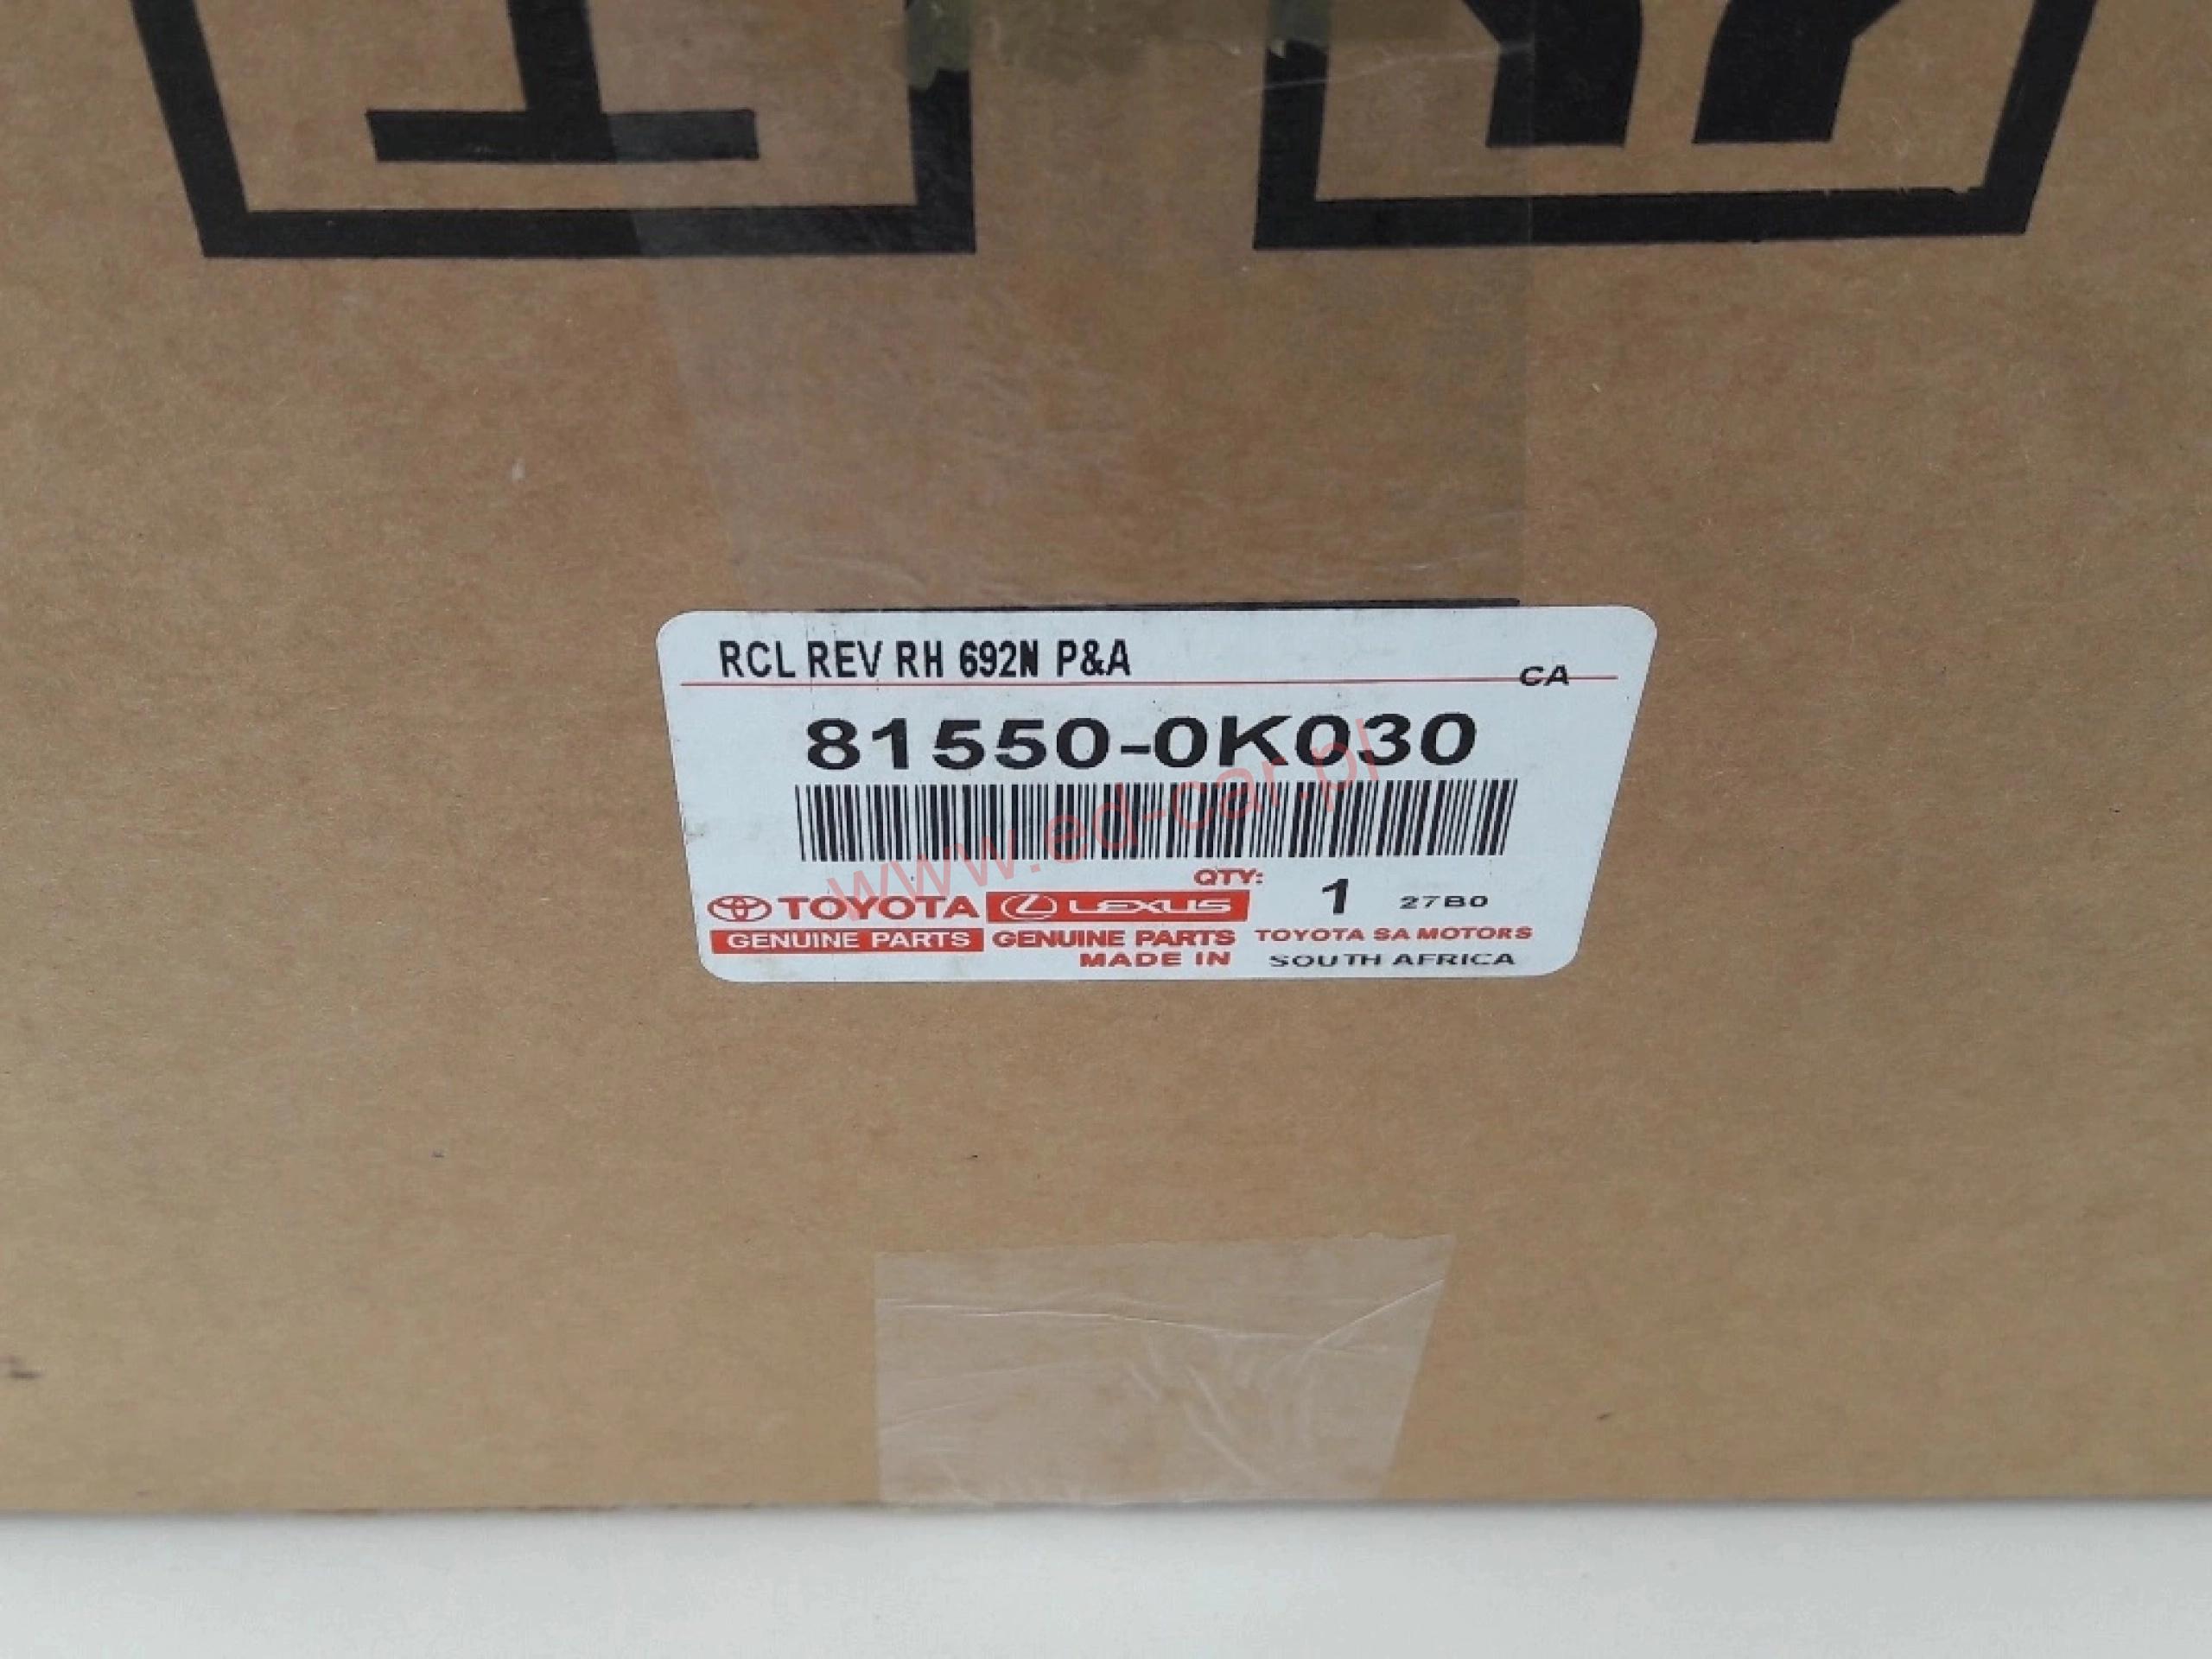 RCL REV RH 692N P&A
CA
81550-0K030
www.ed-car.pl
QTY: 1 27B0
TOYOTA LEXUS
GENUINE PARTS GENUINE PARTS TOYOTA SA MOTORS
MADE IN SOUTH AFRICA